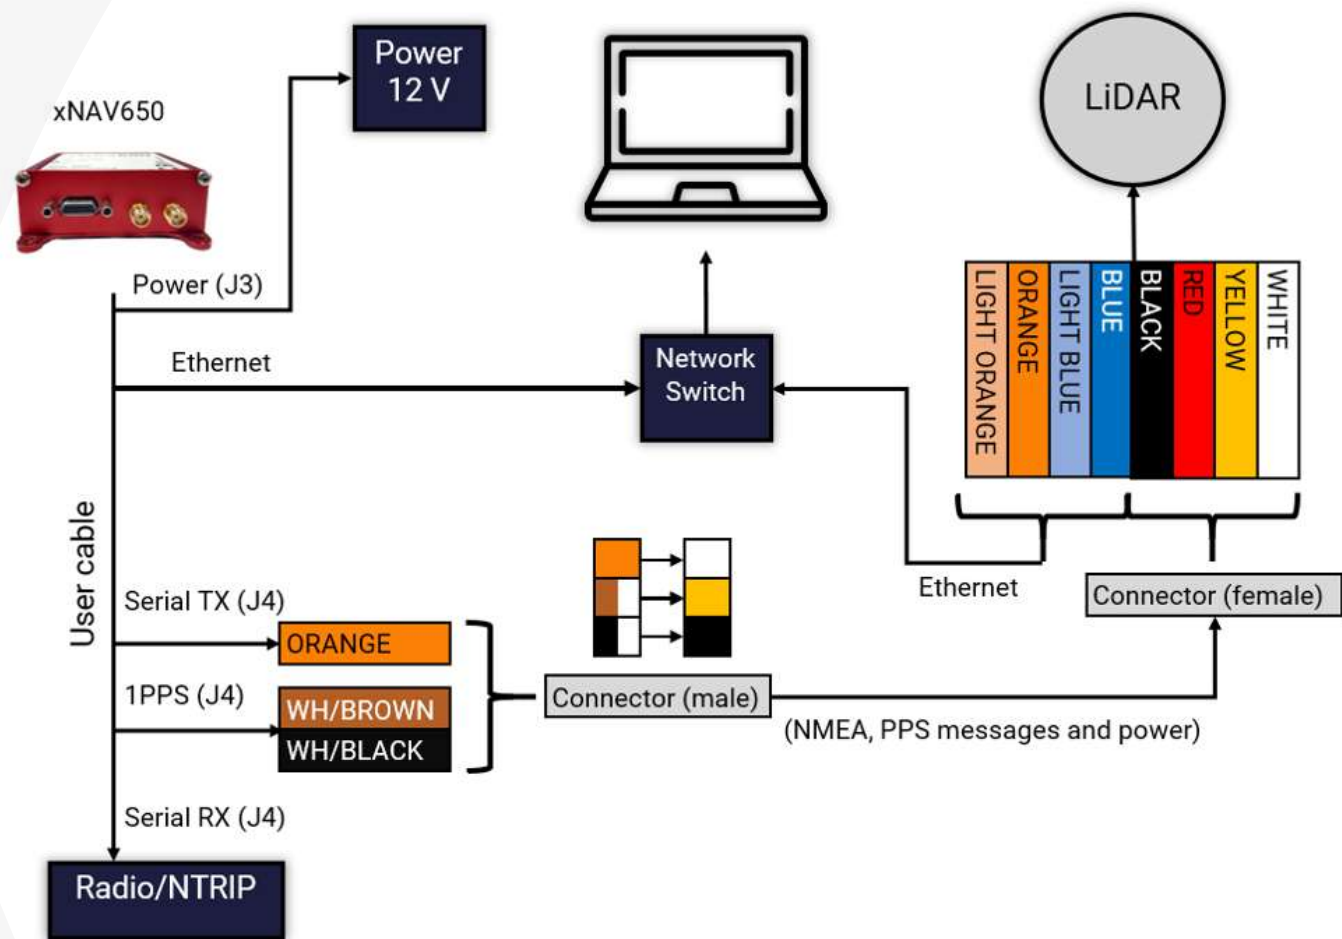 Power
12 V
xNAV650
LiDAR
Power (J3)
LIGHT ORANGE
ORANGE
LIGHT BLUE
BLUE
BLACK
RED
YELLOW
WHITE
Ethernet
Network
Switch
User cable
Ethernet
Connector (female)
Serial TX (J4)
ORANGE
1PPS (J4)
WH/BROWN
WH/BLACK
Connector (male)
(NMEA, PPS messages and power)
Serial RX (J4)
Radio/NTRIP